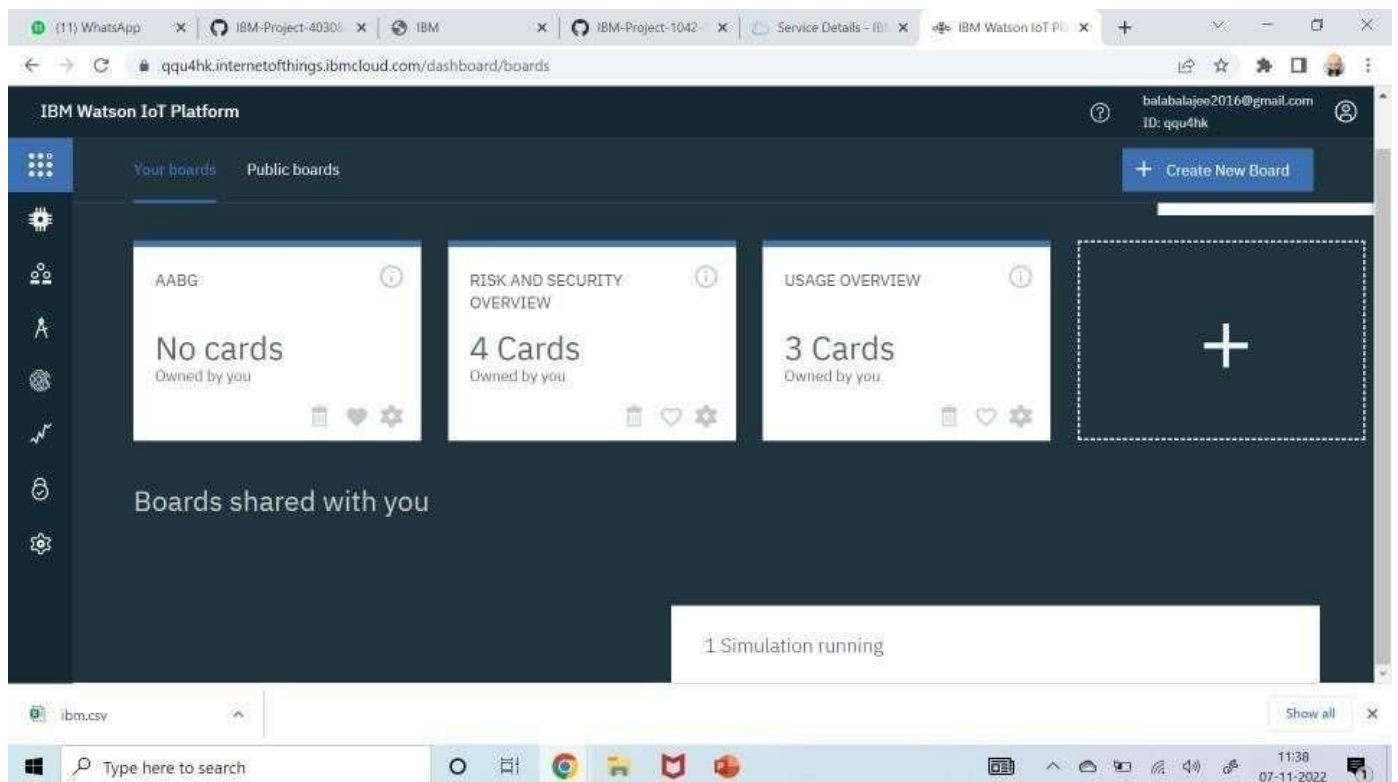 (11) WhatsApp
IBM-Project-40308
IBM
IBM-Project-1042-
Service Details - IB
IBM Watson IoT Pla
qqu4hk.internetofthings.ibmcloud.com/dashboard/boards
IBM Watson IoT Platform
balabalajee2016@gmail.com
ID: qqu4hk
Your boards
Public boards
Create New Board
AABG
No cards
Owned by you
RISK AND SECURITY
OVERVIEW
4 Cards
Owned by you
USAGE OVERVIEW
3 Cards
Owned by you
Boards shared with you
1 Simulation running
ibm.csv
Show all
Type here to search
11:38
07-11-2022